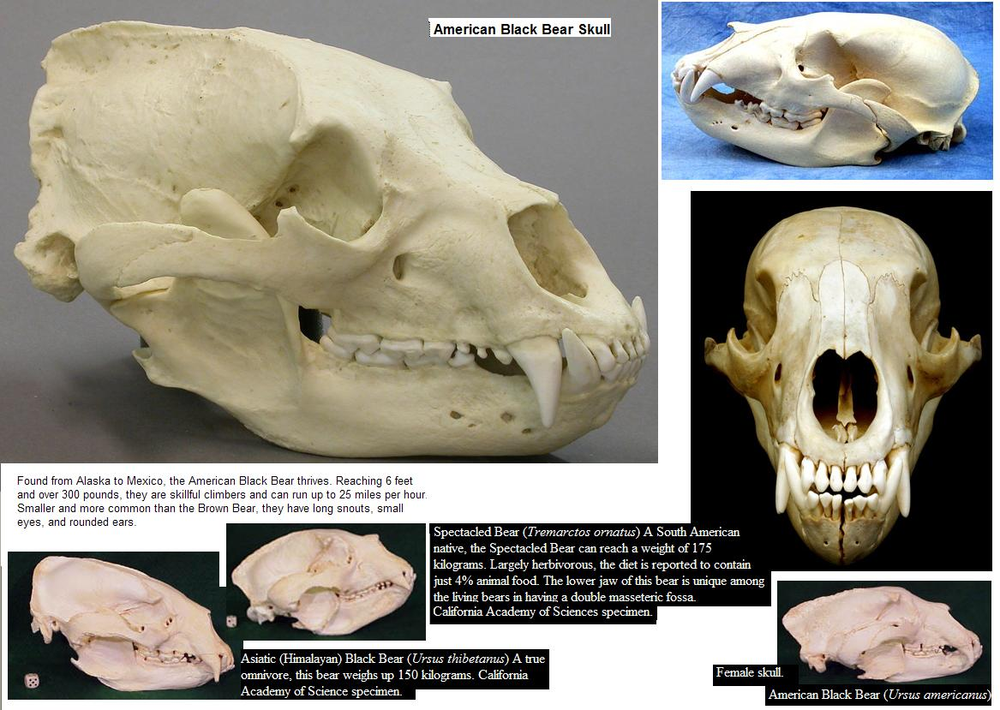 American Black Bear Skull
Found from Alaska to Mexico, the American Black Bear thrives. Reaching 6 feet
and over 300 pounds, they are skillful climbers and can run up to 25 miles per hour.
Smaller and more common than the Brown Bear, they have long snouts, small
eyes, and rounded ears.
Spectacled Bear (Tremarctos ornatus) A South American
native, the Spectacled Bear can reach a weight of 175
kilograms. Largely herbivorous, the diet is reported to contain
just 4% animal food. The lower jaw of this bear is unique among
the living bears in having a double masseteric fossa.
California Academy of Sciences specimen.
Asiatic (Himalayan) Black Bear (Ursus thibetanus) A true
omnivore, this bear weighs up 150 kilograms. California
Academy of Science specimen.
Female skull.
American Black Bear (Ursus americanus)